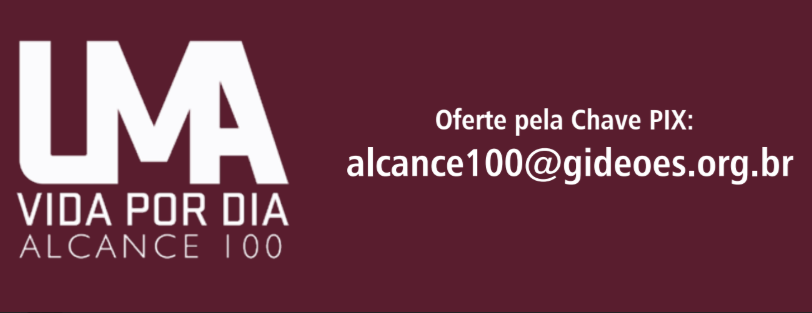 UMA
VIDA POR DIA
ALCANCE 100
Oferte pela Chave PIX:
alcance100@gideoes.org.br